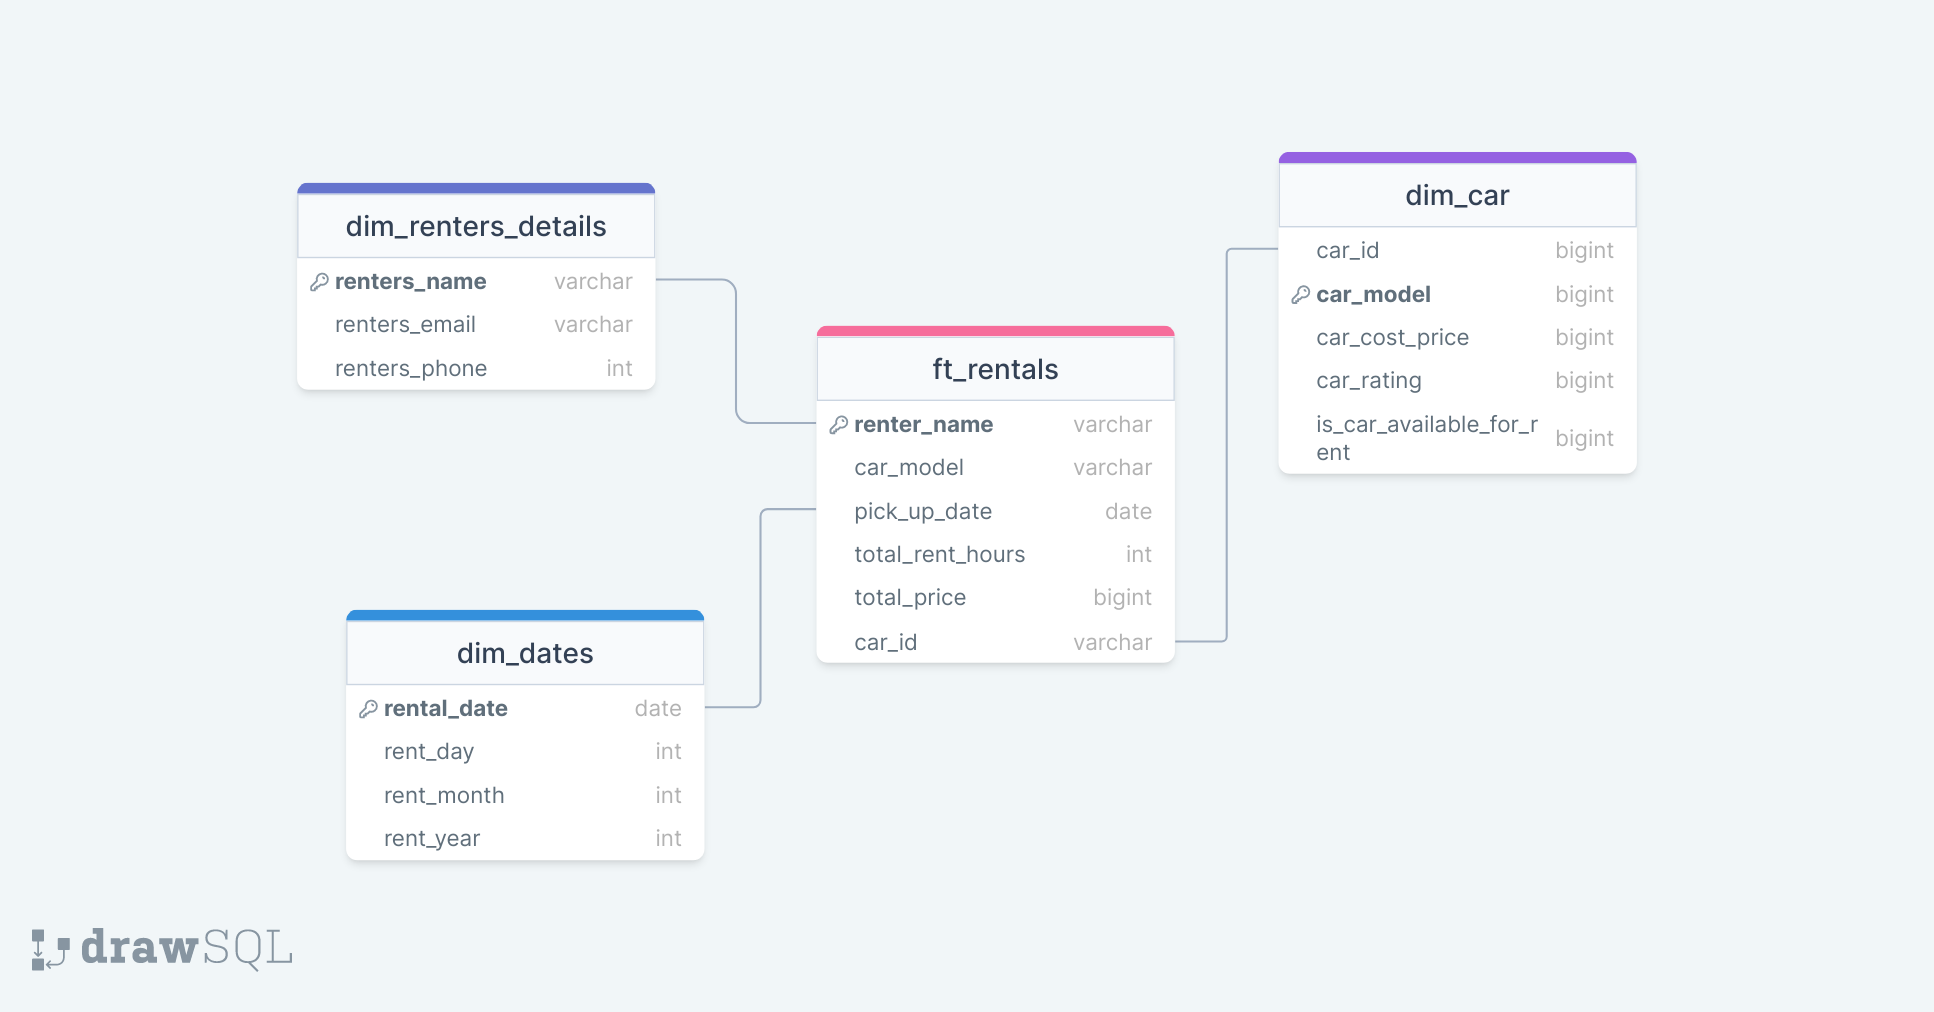 dim_renters_details
renters_name varchar
renters_email varchar
renters_phone int
dim_dates
rental_date date
rent_day int
rent_month int
rent_year int
ft_rentals
renter_name varchar
car_model varchar
pick_up_date date
total_rent_hours int
total_price bigint
car_id varchar
dim_car
car_id bigint
car_model bigint
car_cost_price bigint
car_rating bigint
is_car_available_for_r
ent bigint
drawSQL